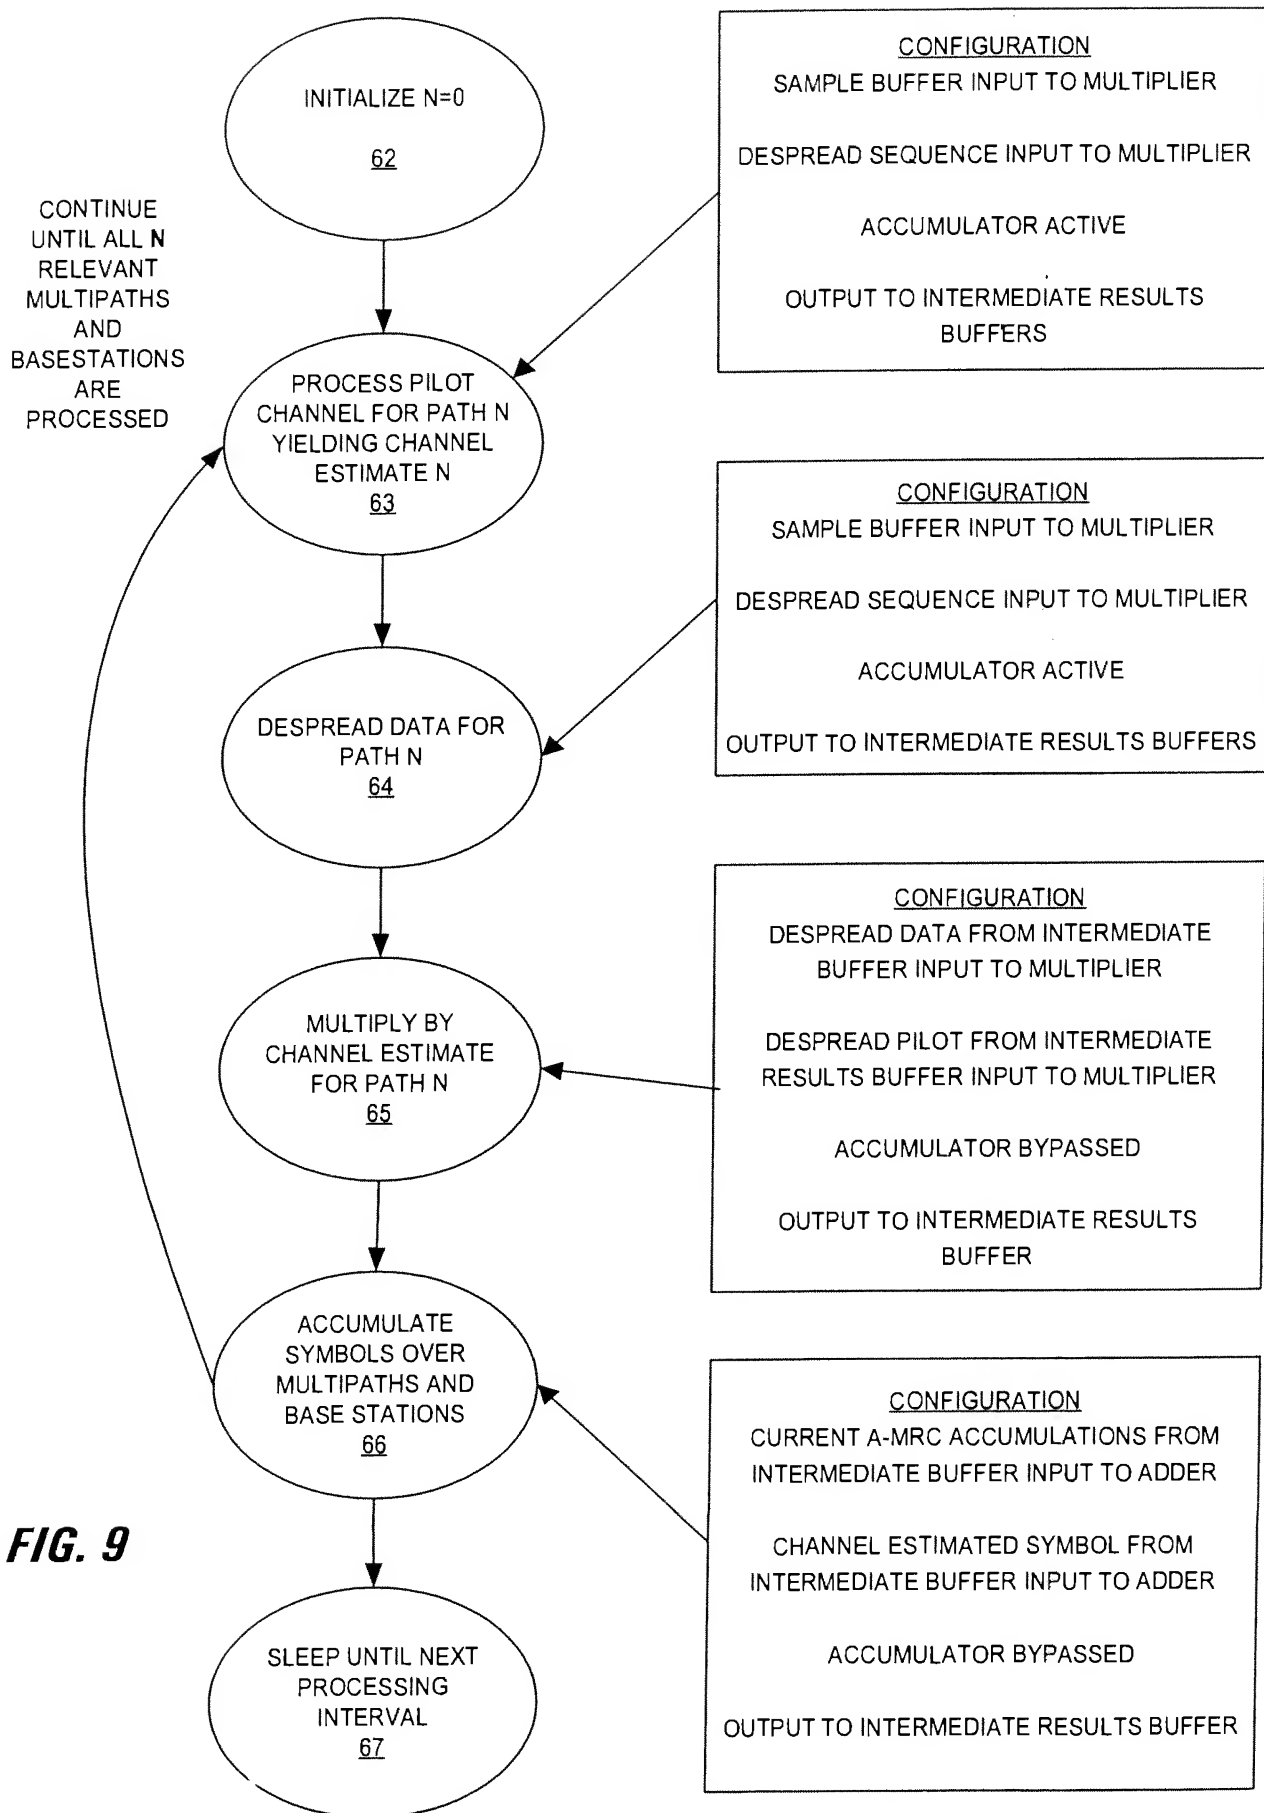 INITIALIZE N=0
62
CONTINUE
UNTIL ALL N
RELEVANT
MULTIPATHS
AND
BASESTATIONS
ARE
PROCESSED
PROCESS PILOT
CHANNEL FOR PATH N
YIELDING CHANNEL
ESTIMATE N
63
DESPREAD DATA FOR
PATH N
64
MULTIPLY BY
CHANNEL ESTIMATE
FOR PATH N
65
ACCUMULATE
SYMBOLS OVER
MULTIPATHS AND
BASE STATIONS
66
SLEEP UNTIL NEXT
PROCESSING
INTERVAL
67
CONFIGURATION
SAMPLE BUFFER INPUT TO MULTIPLIER
DESPREAD SEQUENCE INPUT TO MULTIPLIER
ACCUMULATOR ACTIVE
OUTPUT TO INTERMEDIATE RESULTS
BUFFERS
CONFIGURATION
SAMPLE BUFFER INPUT TO MULTIPLIER
DESPREAD SEQUENCE INPUT TO MULTIPLIER
ACCUMULATOR ACTIVE
OUTPUT TO INTERMEDIATE RESULTS BUFFERS
CONFIGURATION
DESPREAD DATA FROM INTERMEDIATE
BUFFER INPUT TO MULTIPLIER
DESPREAD PILOT FROM INTERMEDIATE
RESULTS BUFFER INPUT TO MULTIPLIER
ACCUMULATOR BYPASSED
OUTPUT TO INTERMEDIATE RESULTS
BUFFER
CONFIGURATION
CURRENT A-MRC ACCUMULATIONS FROM
INTERMEDIATE BUFFER INPUT TO ADDER
CHANNEL ESTIMATED SYMBOL FROM
INTERMEDIATE BUFFER INPUT TO ADDER
ACCUMULATOR BYPASSED
OUTPUT TO INTERMEDIATE RESULTS BUFFER
FIG. 9